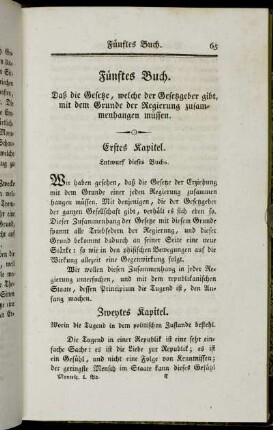 Fünftes Buch. 65
Fünftes Buch.
Daß die Gesetze, welche der Gesetzgeber gibt,
mit dem Grunde der Regierung zusam-
menhangen müssen.
Erstes Kapitel.
Entwurf dieses Buchs.
Wir haben gesehen, daß die Gesetze der Erziehung
mit dem Grunde einer jeden Regierung zusammen
hängen müssen. Mit denjenigen, die der Gesetzgeber
der ganzen Gesellschaft gibt, verhält es sich eben so.
Dieser Zusammenhang der Gesetze mit diesem Grunde
spannt alle Triebfedern der Regierung, und dieser
Grund bekommt dadurch an seiner Seite eine neue
Stärke: so wie in den physischen Bewegungen auf die
Wirkung allezeit eine Gegenwirkung folgt.
Wir wollen diesen Zusammenhang in jeder Re-
gierung untersuchen, und mit dem republikanischen
Staate, dessen Principium die Tugend ist, den An-
fang machen.
Zweytes Kapitel.
Worin die Tugend in dem politischen Zustande besteht.
Die Tugend in einer Republik ist eine sehr ein-
fache Sache: es ist die Liebe zur Republik; es ist
ein Gefühl, und nicht eine Folge von Kenntnissen;
der geringste Mensch im Staate kann dieses Gefühl
Montesk. 1. Bd. E